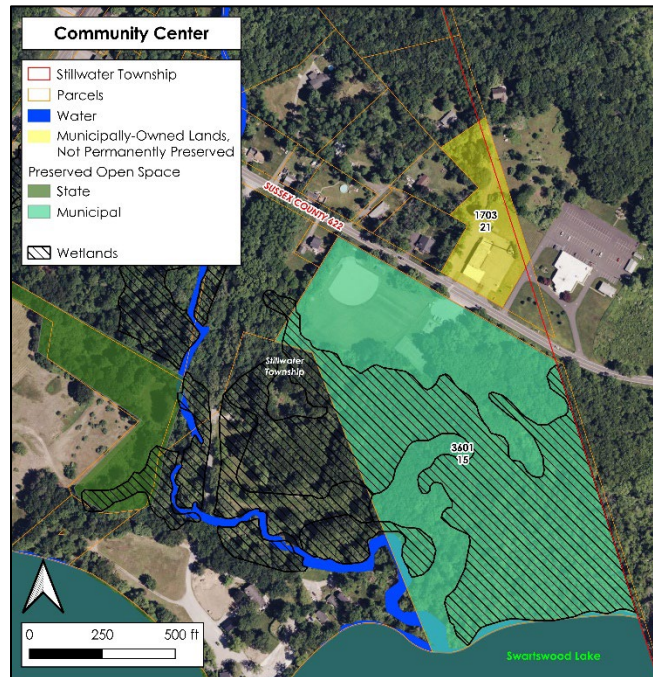 Community Center
Stillwater Township
Parcels
Water
Municipally-Owned Lands,
Not Permanently Preserved
Preserved Open Space
State
Municipal
Wetlands
SUSSEX COUNTY 622
1703
21
Stillwater
Township
3601
15
0 250 500 ft
Swartswood Lake